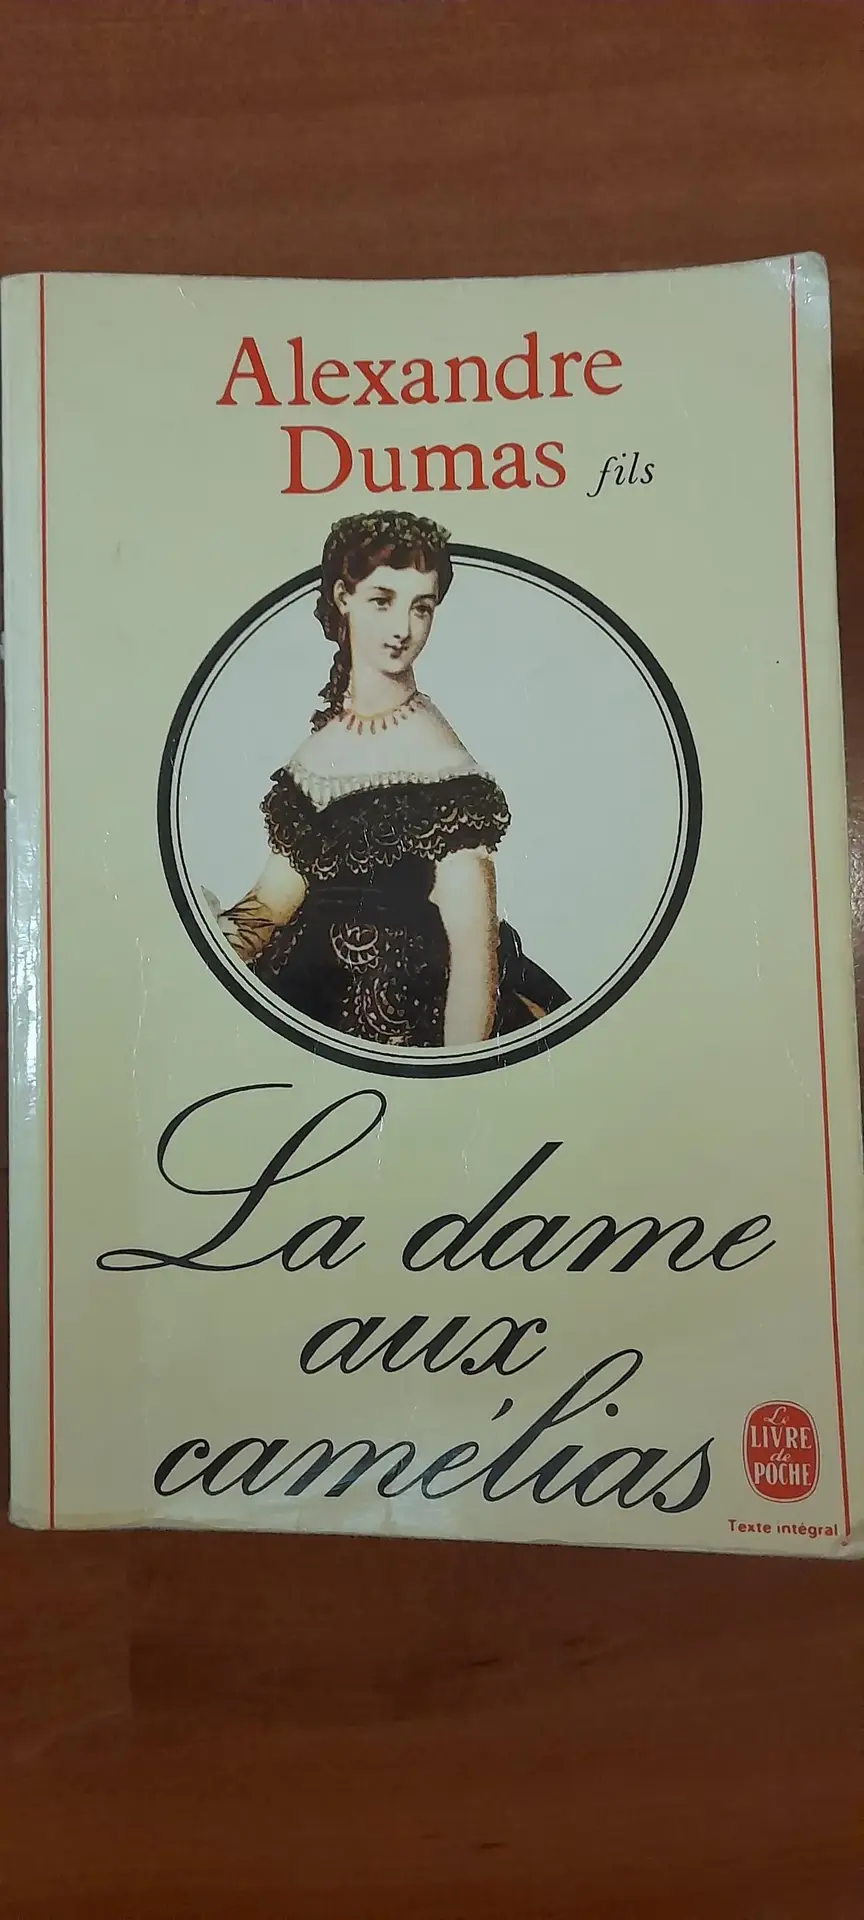 Alexandre
Dumas fils
La dame
aux
camélias
Le
LIVRE
de
POCHE
Texte intégral